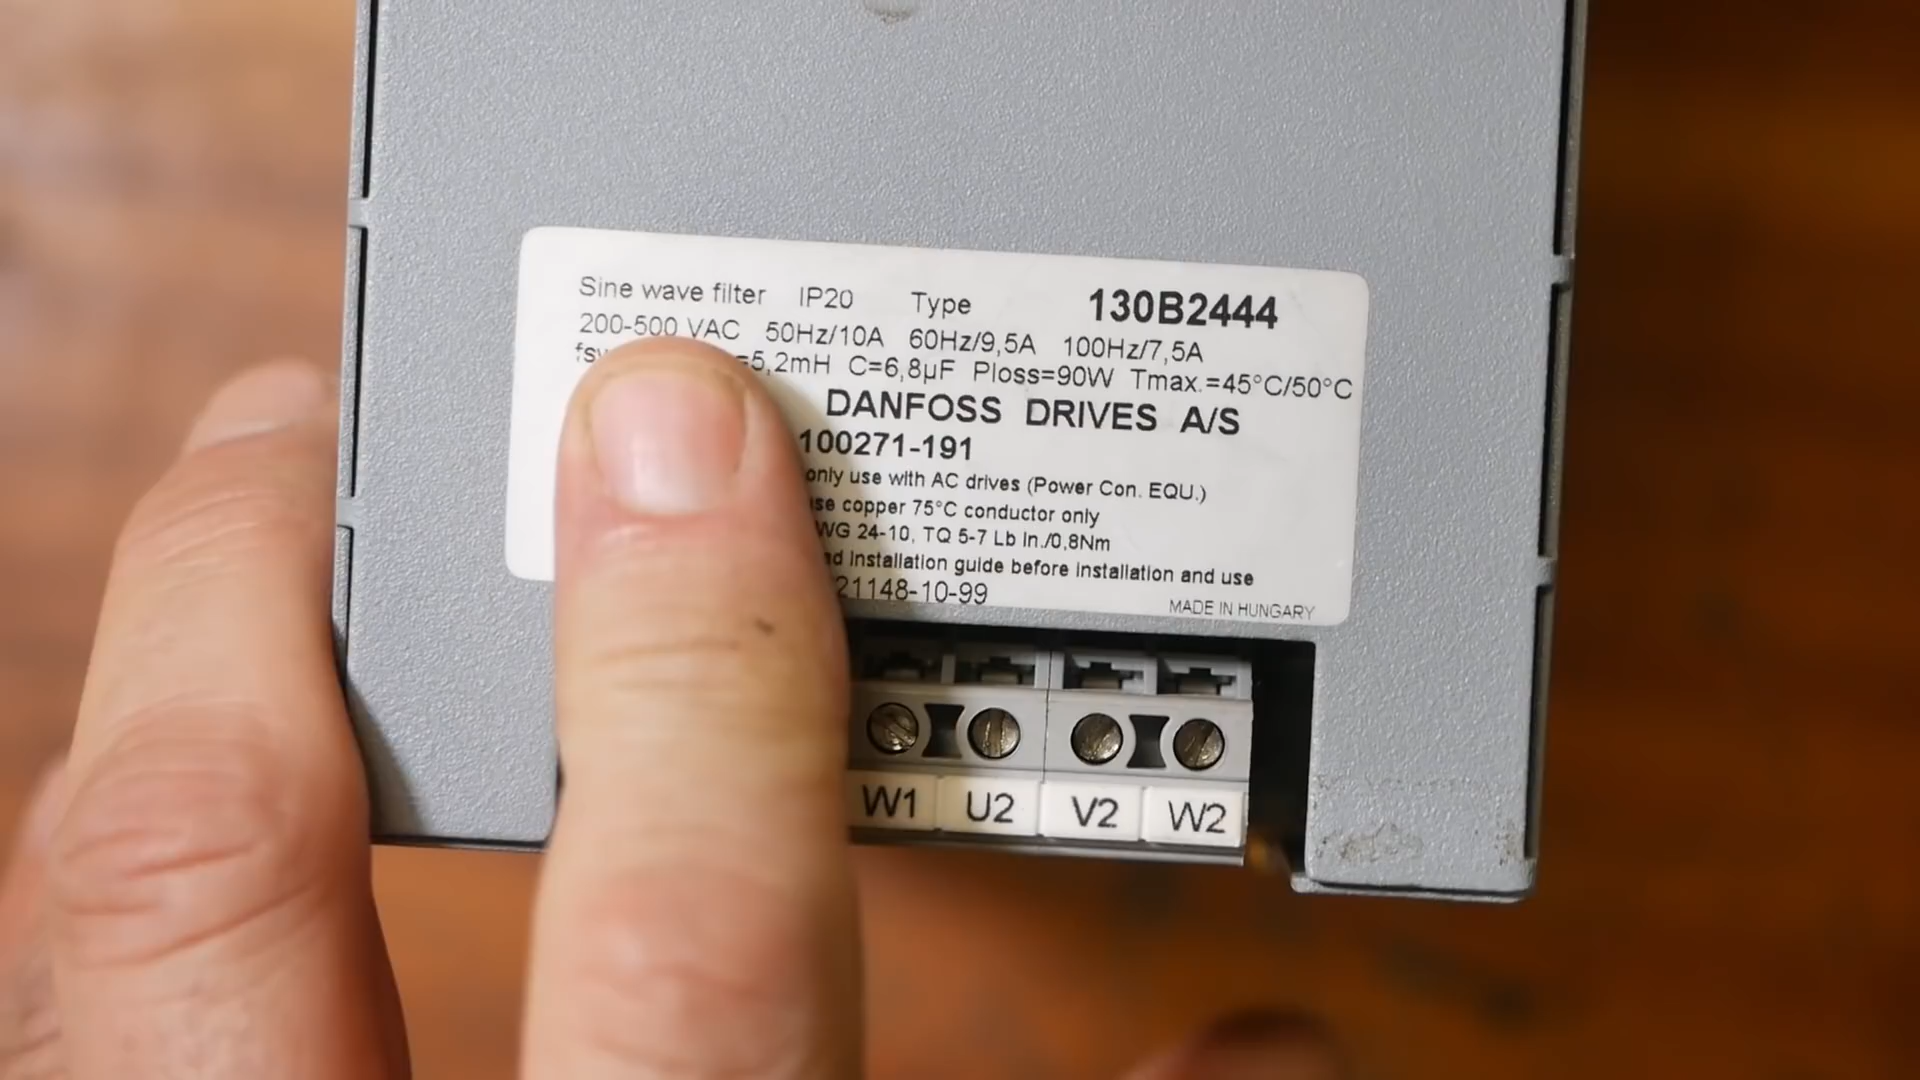 Sine wave filter IP20 Type 130B2444
200-500 VAC 50Hz/10A 60Hz/9,5A 100Hz/7,5A
fsw =5,2mH C=6,8µF Ploss=90W Tmax.=45°C/50°C
DANFOSS DRIVES A/S
100271-191
only use with AC drives (Power Con. EQU.)
copper 75°C conductor only
WG 24-10, TQ 5-7 Lb In./0,8Nm
Installation guide before installation and use
21148-10-99
MADE IN HUNGARY
W1 U2 V2 W2